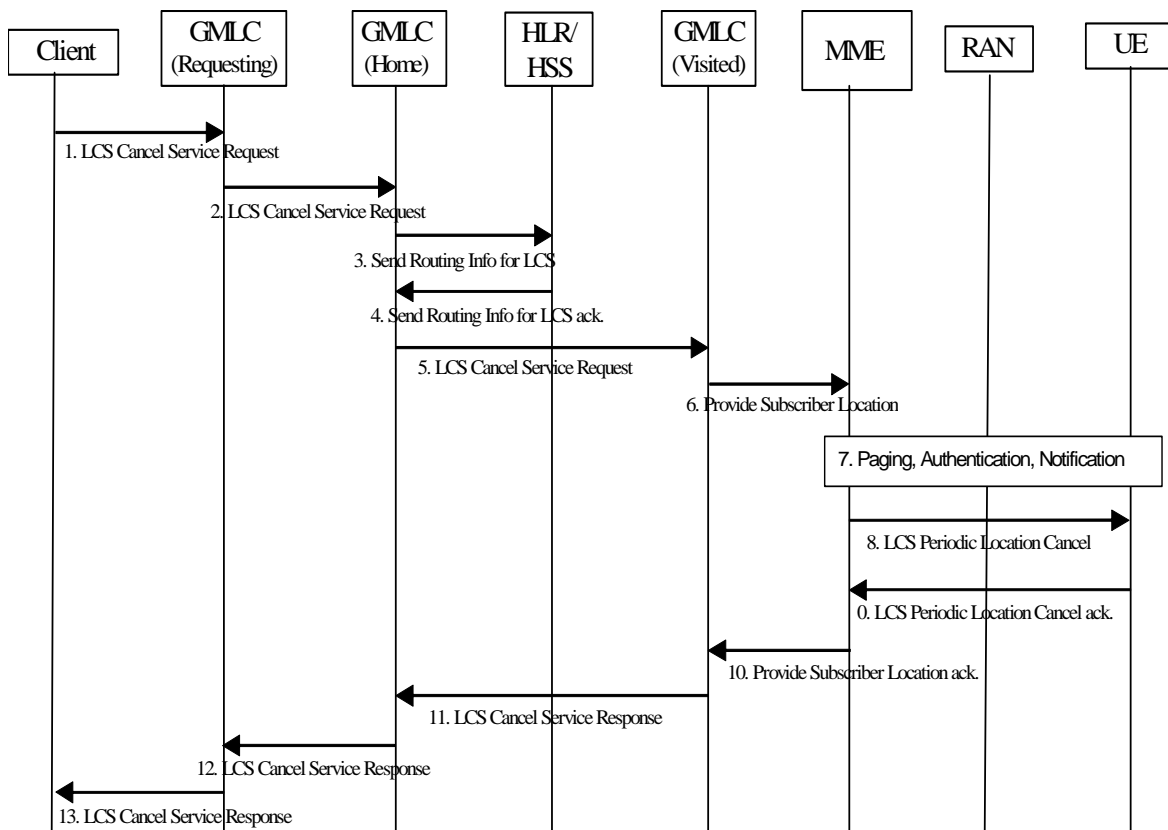 Client
GMLC
(Requesting)
GMLC
(Home)
HLR/
HSS
GMLC
(Visited)
MME
RAN
UE
1. LCS Cancel Service Request
2. LCS Cancel Service Request
3. Send Routing Info for LCS
4. Send Routing Info for LCS ack.
5. LCS Cancel Service Request
6. Provide Subscriber Location
7. Paging, Authentication, Notification
8. LCS Periodic Location Cancel
0. LCS Periodic Location Cancel ack.
10. Provide Subscriber Location ack.
11. LCS Cancel Service Response
12. LCS Cancel Service Response
13. LCS Cancel Service Response